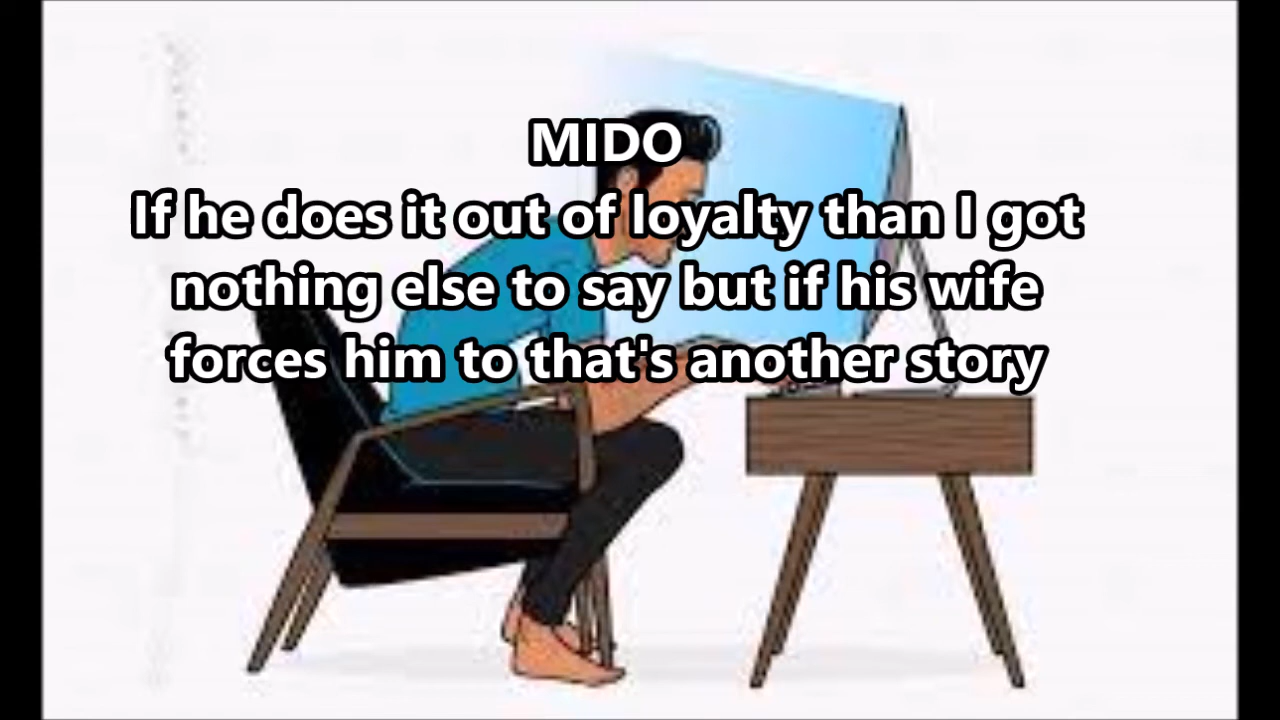 MIDO
If he does it out of loyalty than I got
nothing else to say but if his wife
forces him to that's another story